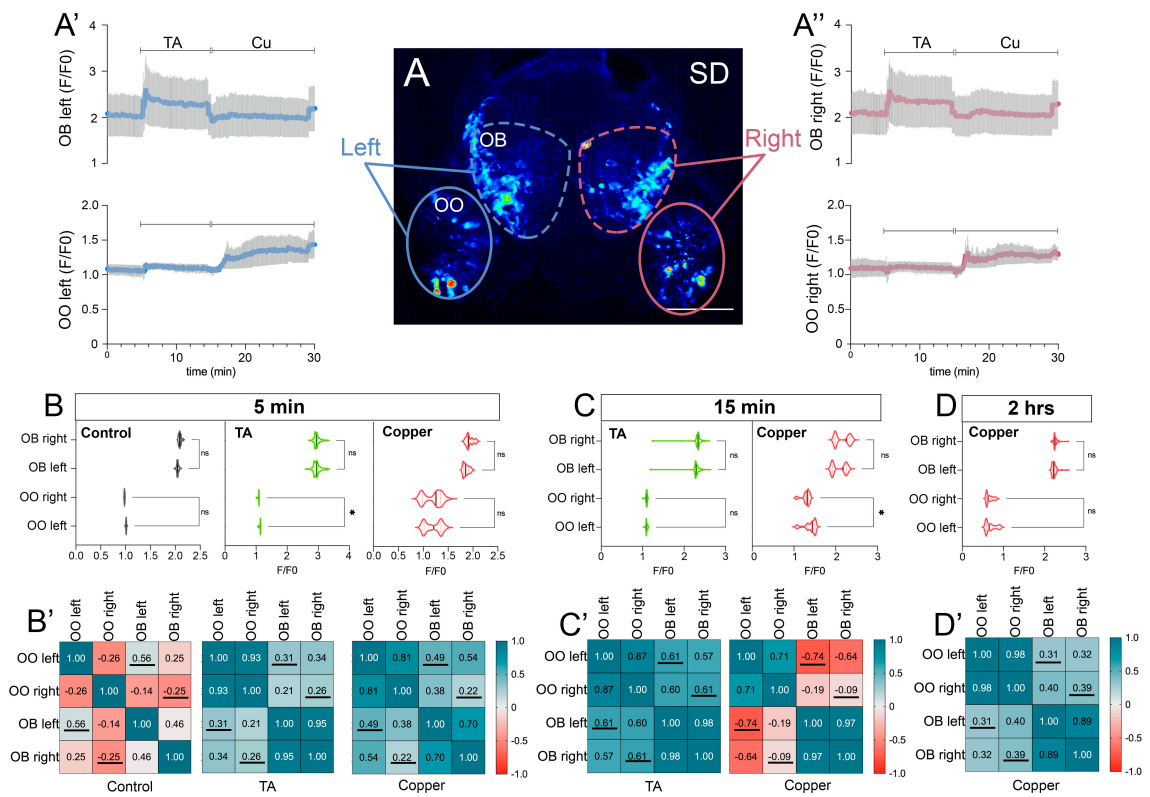 A'
4
3
2
1
OB left (F/F0)
TA
Cu
2.0
1.5
1.0
0.5
0
OO left (F/F0)
0
10
20
30
time (min)
A
SD
OB
OO
Left
Right
A''
4
3
2
1
OB right (F/F0)
TA
Cu
2.0
1.5
1.0
0.5
0
OO right (F/F0)
0
10
20
30
time (min)
B
5 min
Control
TA
Copper
OB right
OB left
OO right
OO left
ns
ns
ns
*
ns
ns
0.0 0.5 1.0 1.5 2.0 2.5
0 1 2 3 4
0.0 0.5 1.0 1.5 2.0 2.5
F/F0
F/F0
C
15 min
TA
Copper
OB right
OB left
OO right
OO left
ns
ns
ns
*
0 1 2 3
0 1 2 3
F/F0
F/F0
D
2 hrs
Copper
OB right
OB left
OO right
OO left
ns
ns
0 1 2 3
F/F0
B'
OO left OO right OB left OB right
OO left OO right OB left OB right
OO left OO right OB left OB right
OO left 1.00 -0.26 0.56 0.25
OO right -0.26 1.00 -0.14 -0.25
OB left 0.56 -0.14 1.00 0.46
OB right 0.25 -0.25 0.46 1.00
Control
1.00 0.93 0.31 0.34
0.93 1.00 0.21 0.26
0.31 0.21 1.00 0.95
0.34 0.26 0.95 1.00
TA
1.00 0.81 0.49 0.54
0.81 1.00 0.38 0.22
0.49 0.38 1.00 0.70
0.54 0.22 0.70 1.00
Copper
1.0
0.5
0
-0.5
-1.0
C'
OO left OO right OB left OB right
OO left OO right OB left OB right
OO left 1.00 0.87 0.61 0.57
OO right 0.87 1.00 0.60 0.61
OB left 0.61 0.60 1.00 0.98
OB right 0.57 0.61 0.98 1.00
TA
1.00 0.71 -0.74 -0.64
0.71 1.00 -0.19 -0.09
-0.74 -0.19 1.00 0.97
-0.64 -0.09 0.97 1.00
Copper
1.0
0.5
0
-0.5
-1.0
D'
OO left OO right OB left OB right
OO left 1.00 0.98 0.31 0.32
OO right 0.98 1.00 0.40 0.39
OB left 0.31 0.40 1.00 0.89
OB right 0.32 0.39 0.89 1.00
Copper
1.0
0.5
0
-0.5
-1.0